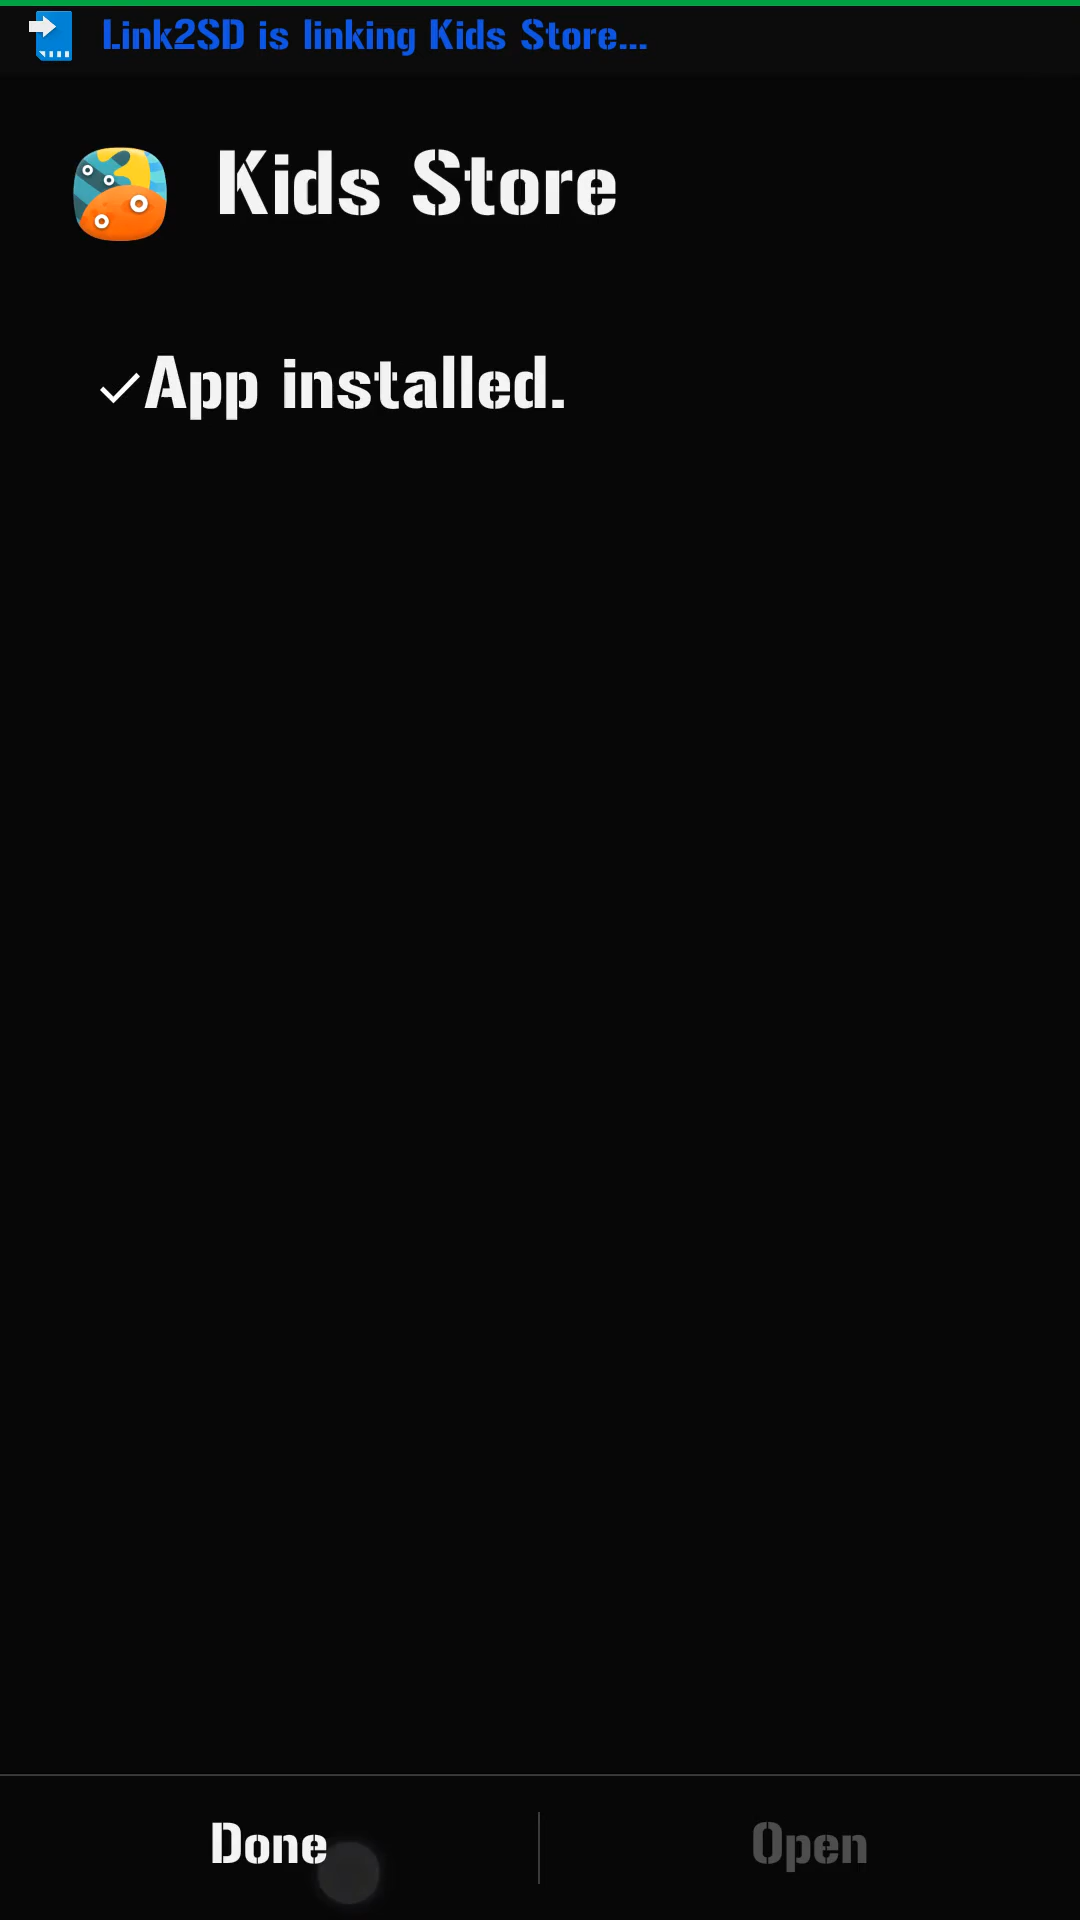 Link2SD is linking Kids Store...
Kids Store
App installed.
Done
Open